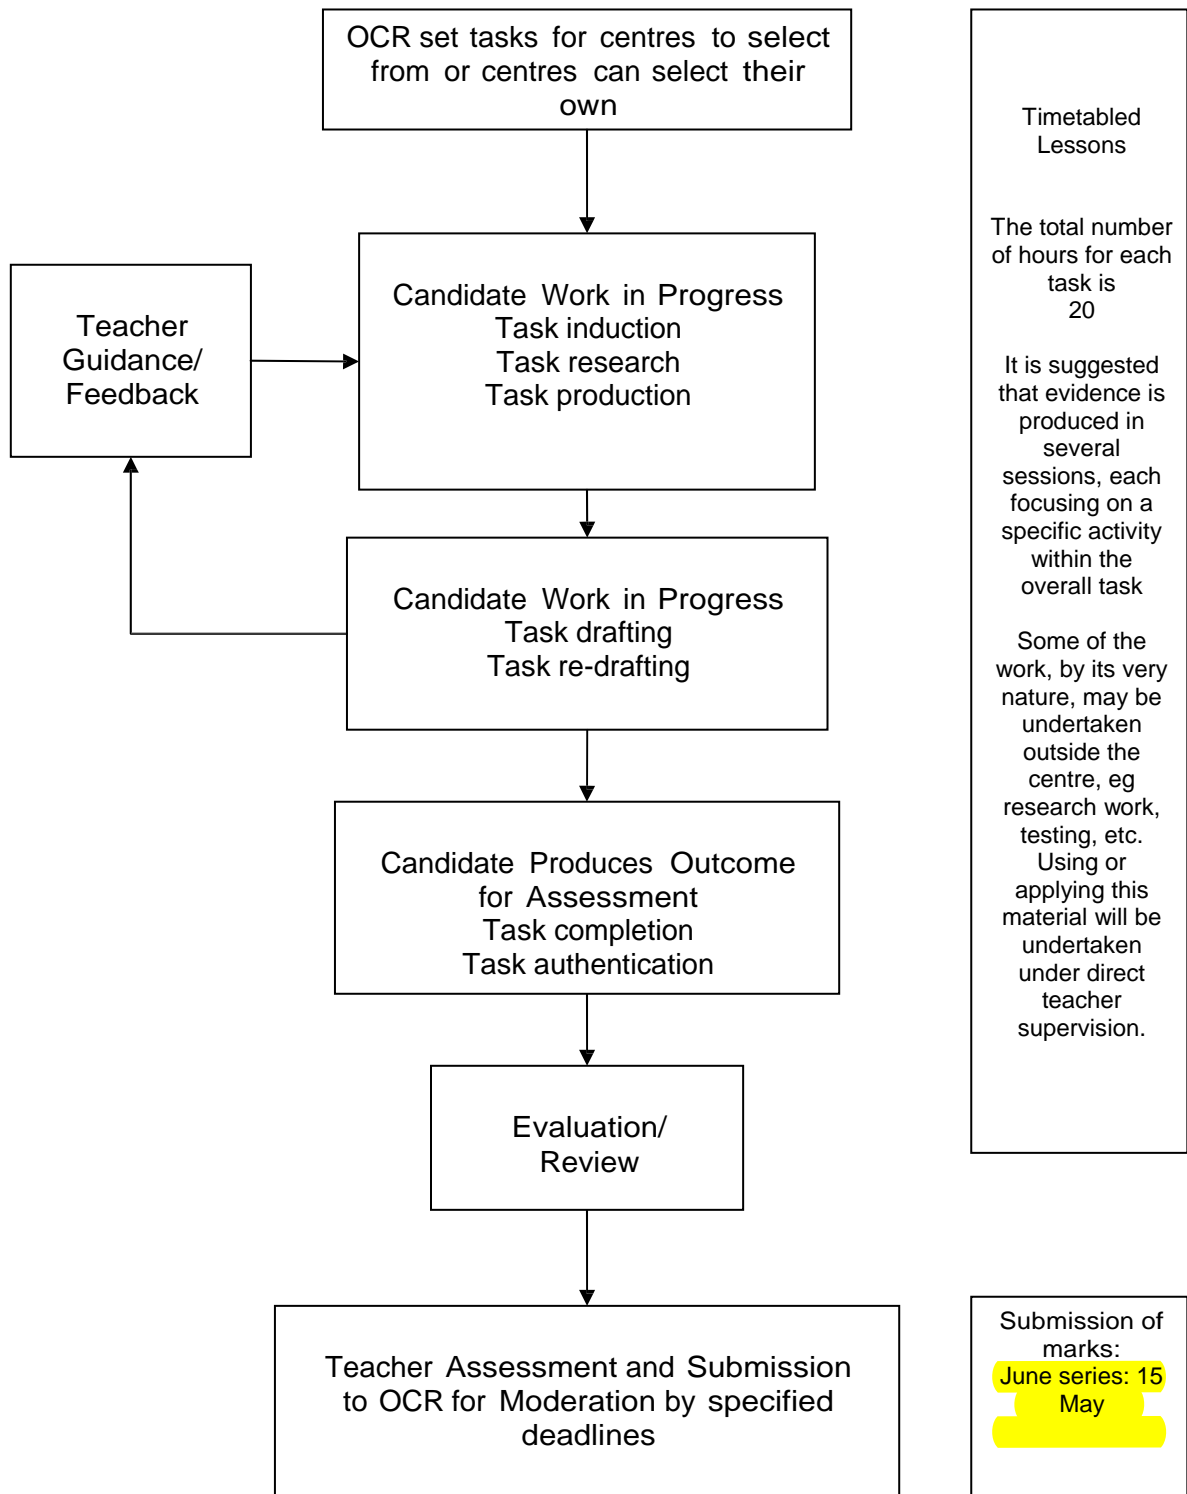 OCR set tasks for centres to select
from or centres can select their
own
Teacher
Guidance/
Feedback
Candidate Work in Progress
Task induction
Task research
Task production
Candidate Work in Progress
Task drafting
Task re-drafting
Candidate Produces Outcome
for Assessment
Task completion
Task authentication
Evaluation/
Review
Teacher Assessment and Submission
to OCR for Moderation by specified
deadlines
Timetabled
Lessons
The total number
of hours for each
task is
20
It is suggested
that evidence is
produced in
several
sessions, each
focusing on a
specific activity
within the
overall task
Some of the
work, by its very
nature, may be
undertaken
outside the
centre, eg
research work,
testing, etc.
Using or
applying this
material will be
undertaken
under direct
teacher
supervision.
Submission of
marks:
June series: 15
May